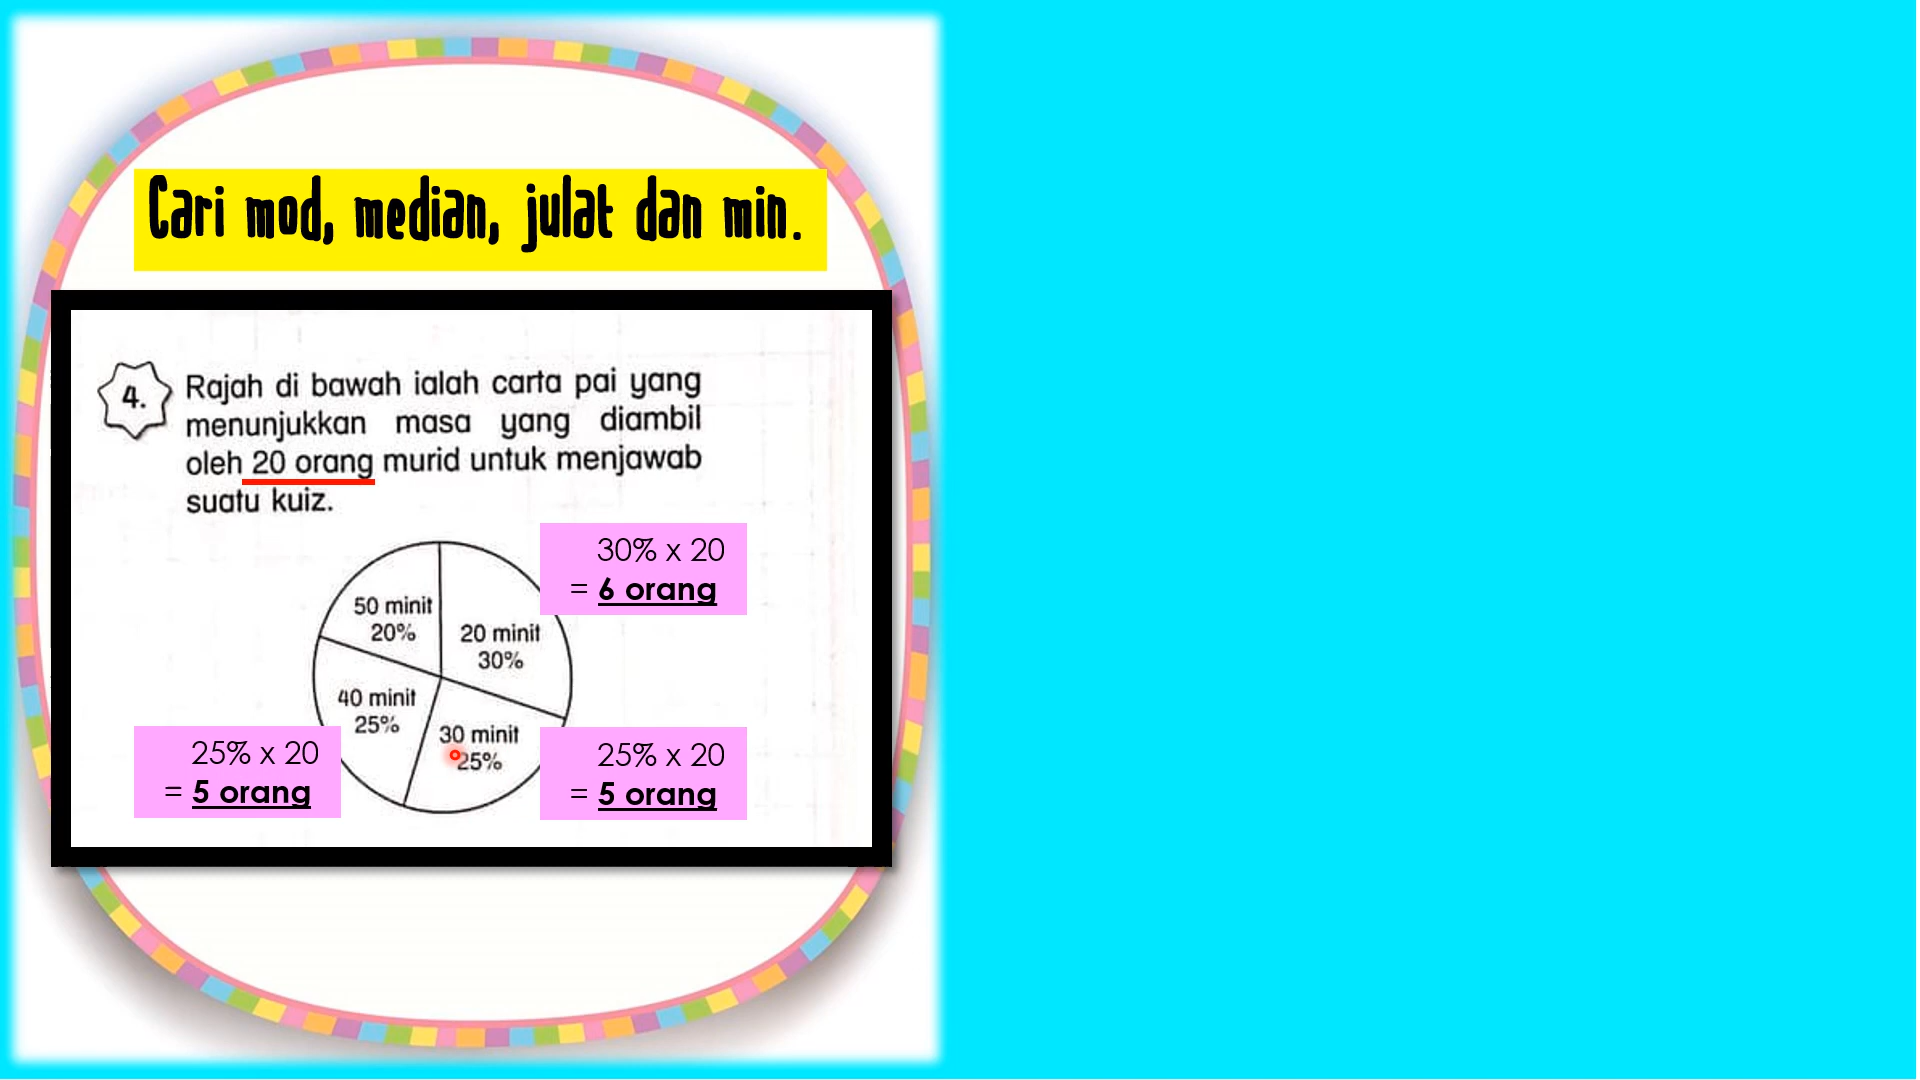 Cari mod, median, julat dan min.
4.
Rajah di bawah ialah carta pai yang
menunjukkan masa yang diambil
oleh 20 orang murid untuk menjawab
suatu kuiz.
30% x 20
= 6 orang
50 minit
20%
20 minit
30%
40 minit
25%
30 minit
25%
25% x 20
= 5 orang
25% x 20
= 5 orang